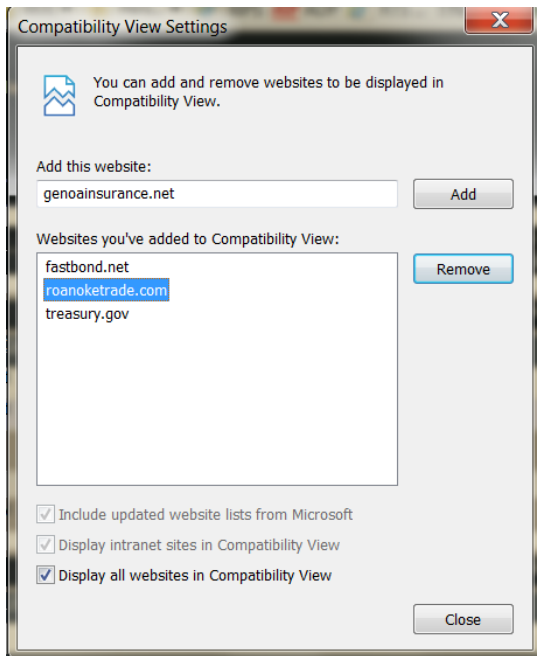 Compatibility View Settings
You can add and remove websites to be displayed in
Compatibility View.
Add this website:
genoainsurance.net
Add
Websites you've added to Compatibility View:
fastbond.net
Remove
roanoketrade.com
treasury.gov
Include updated website lists from Microsoft
Display intranet sites in Compatibility View
Display all websites in Compatibility View
Close